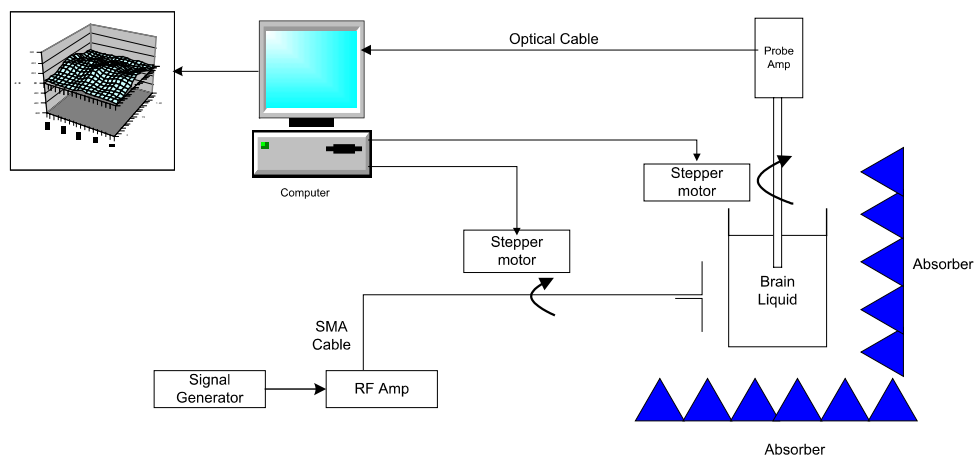 Optical Cable
Probe
Amp
Computer
Stepper
motor
Stepper
motor
Brain
Liquid
Absorber
SMA
Cable
Signal
Generator
RF Amp
Absorber